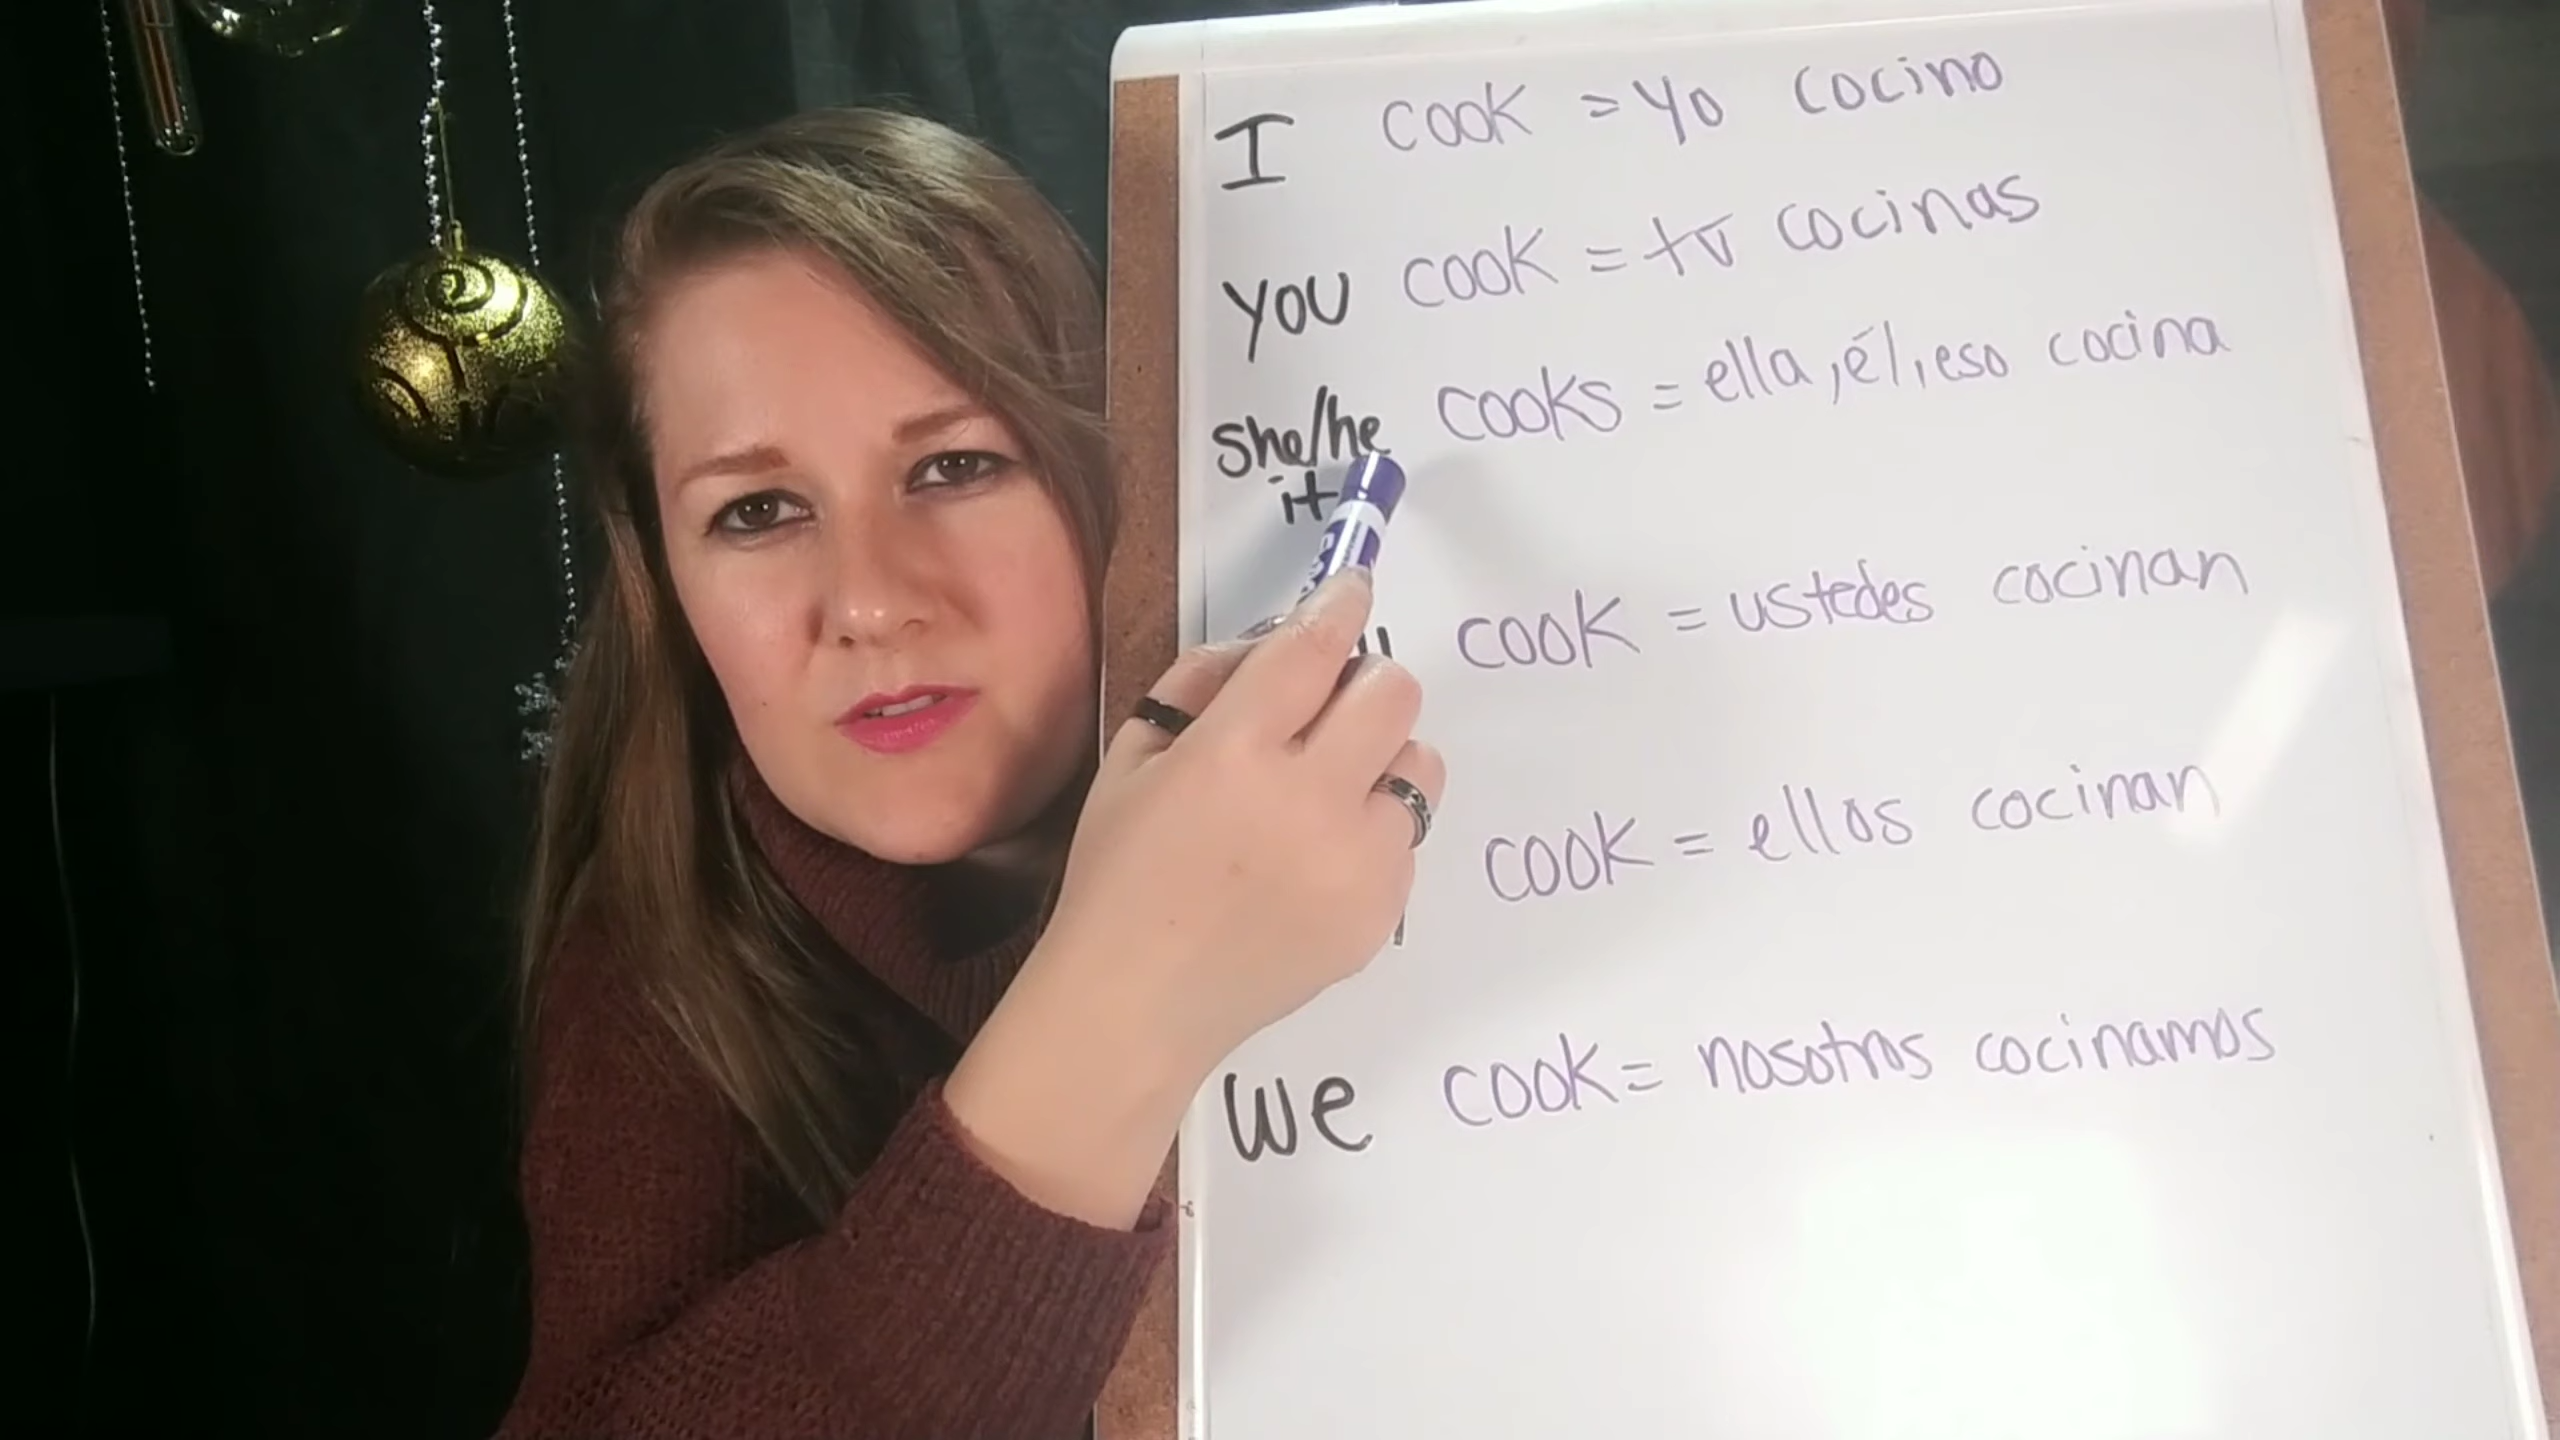 I cook = yo cocino
you cook = tu cocinas
she/he cooks = ella, él, eso cocina
it
cook = ustedes cocinan
cook = ellos cocinan
we cook = nosotros cocinamos